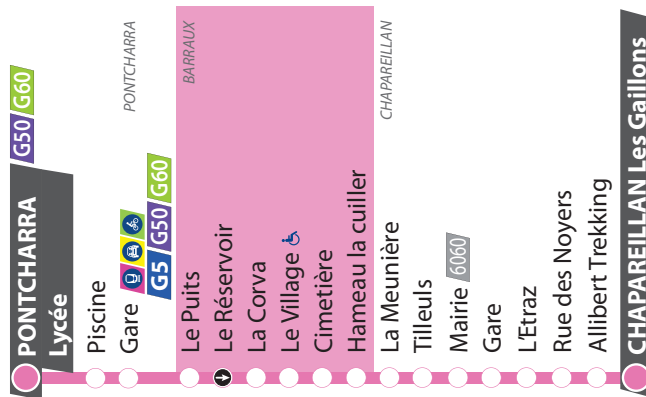 PONTCHARRA G50 G60
Lycée
Piscine
Gare
G5 G50 G60
PONTCHARRA
BARRAUX
Le Puits
Le Réservoir
La Corva
Le Village
Cimetière
Hameau la cuiller
CHAPAREILLAN
La Meunière
Tilleuls
Mairie 6060
Gare
L'Etraz
Rue des Noyers
Allibert Trekking
CHAPAREILLAN Les Gaillons